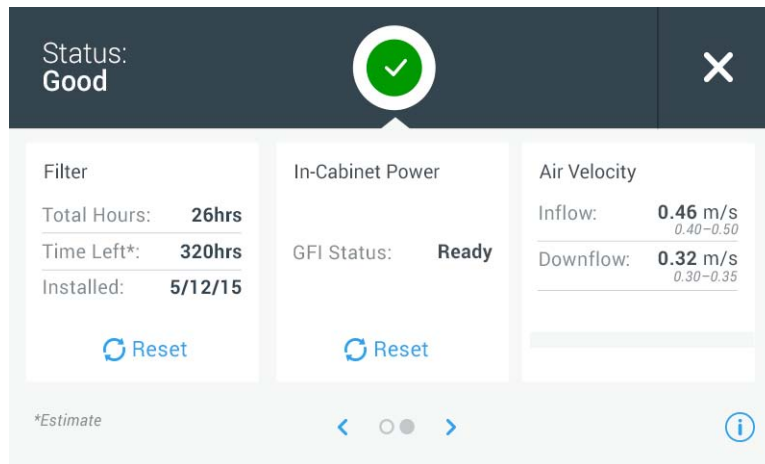 Status:
Good
Filter
Total Hours: 26hrs
Time Left*: 320hrs
Installed: 5/12/15
Reset
In-Cabinet Power
GFI Status: Ready
Reset
Air Velocity
Inflow: 0.46 m/s
0.40–0.50
Downflow: 0.32 m/s
0.30–0.35
*Estimate